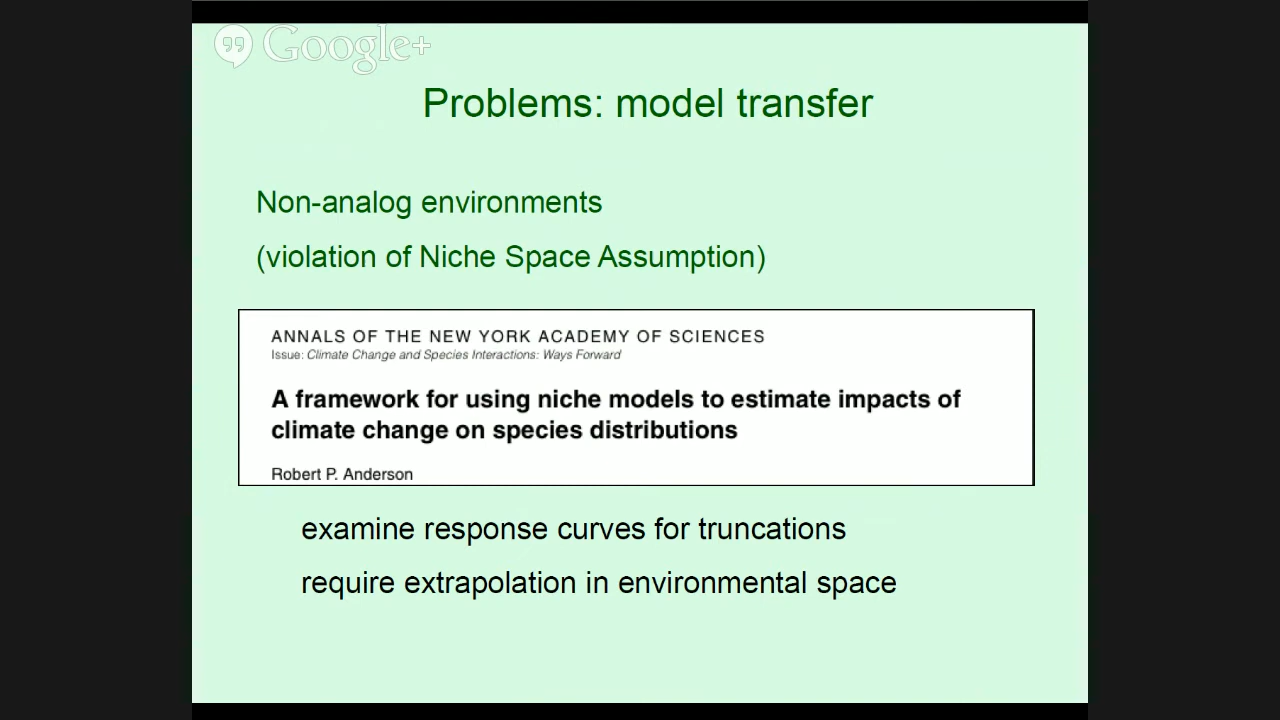 Google+
Problems: model transfer
Non-analog environments
(violation of Niche Space Assumption)
ANNALS OF THE NEW YORK ACADEMY OF SCIENCES
Issue: Climate Change and Species Interactions: Ways Forward
A framework for using niche models to estimate impacts of
climate change on species distributions
Robert P. Anderson
examine response curves for truncations
require extrapolation in environmental space